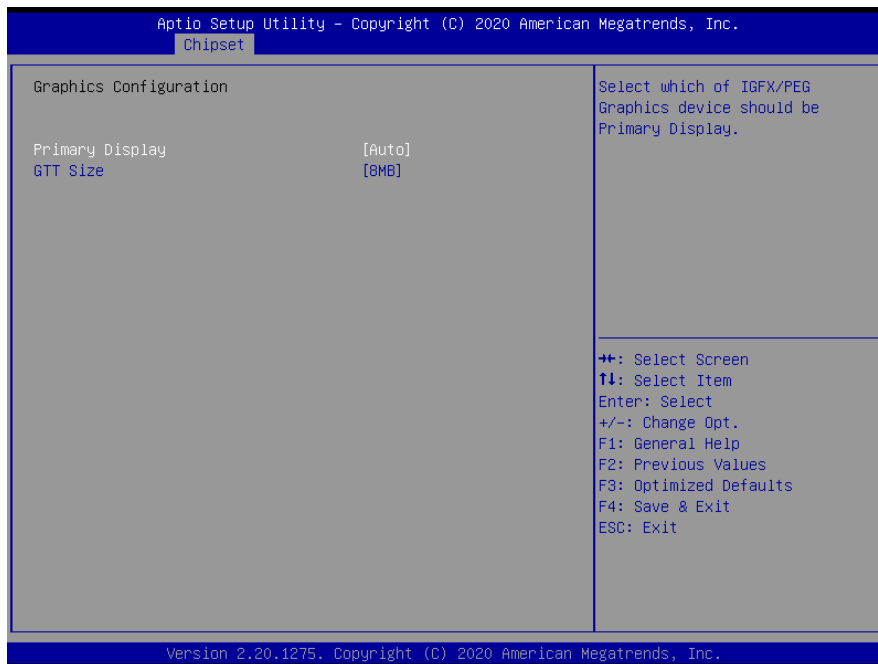 Aptio Setup Utility – Copyright (C) 2020 American Megatrends, Inc.
Chipset
Graphics Configuration
Primary Display [Auto]
GTT Size [8MB]
Select which of IGFX/PEG
Graphics device should be
Primary Display.
→←: Select Screen
↑↓: Select Item
Enter: Select
+/-: Change Opt.
F1: General Help
F2: Previous Values
F3: Optimized Defaults
F4: Save & Exit
ESC: Exit
Version 2.20.1275. Copyright (C) 2020 American Megatrends, Inc.